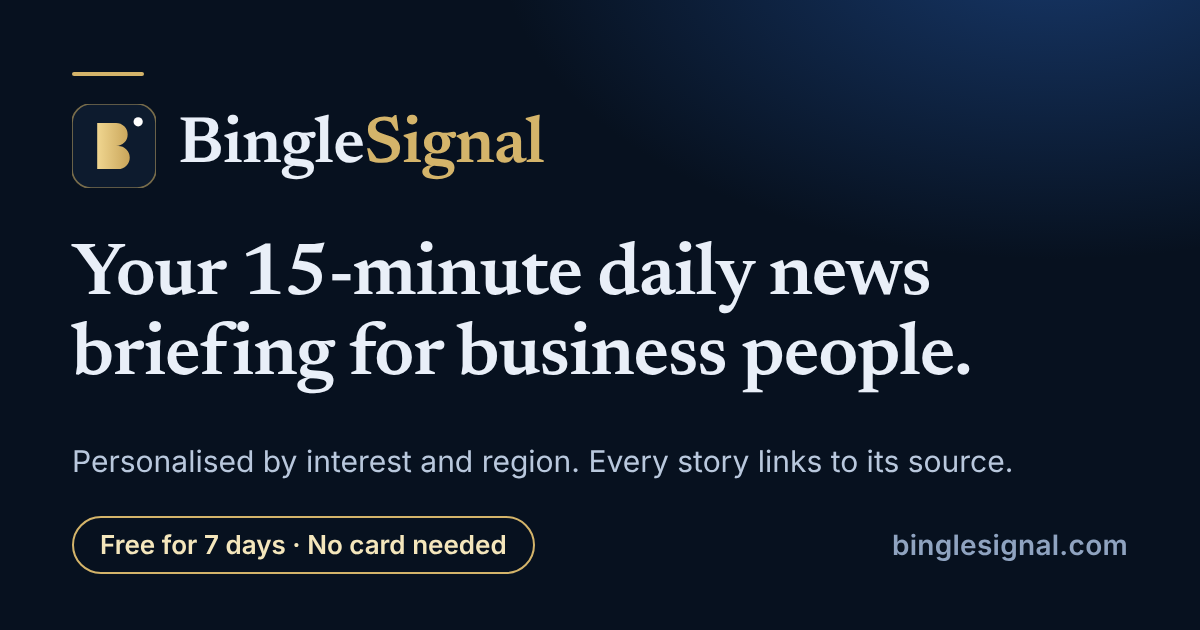 BingleSignal
Your 15-minute daily news
briefing for business people.
Personalised by interest and region. Every story links to its source.
Free for 7 days · No card needed
binglesignal.com